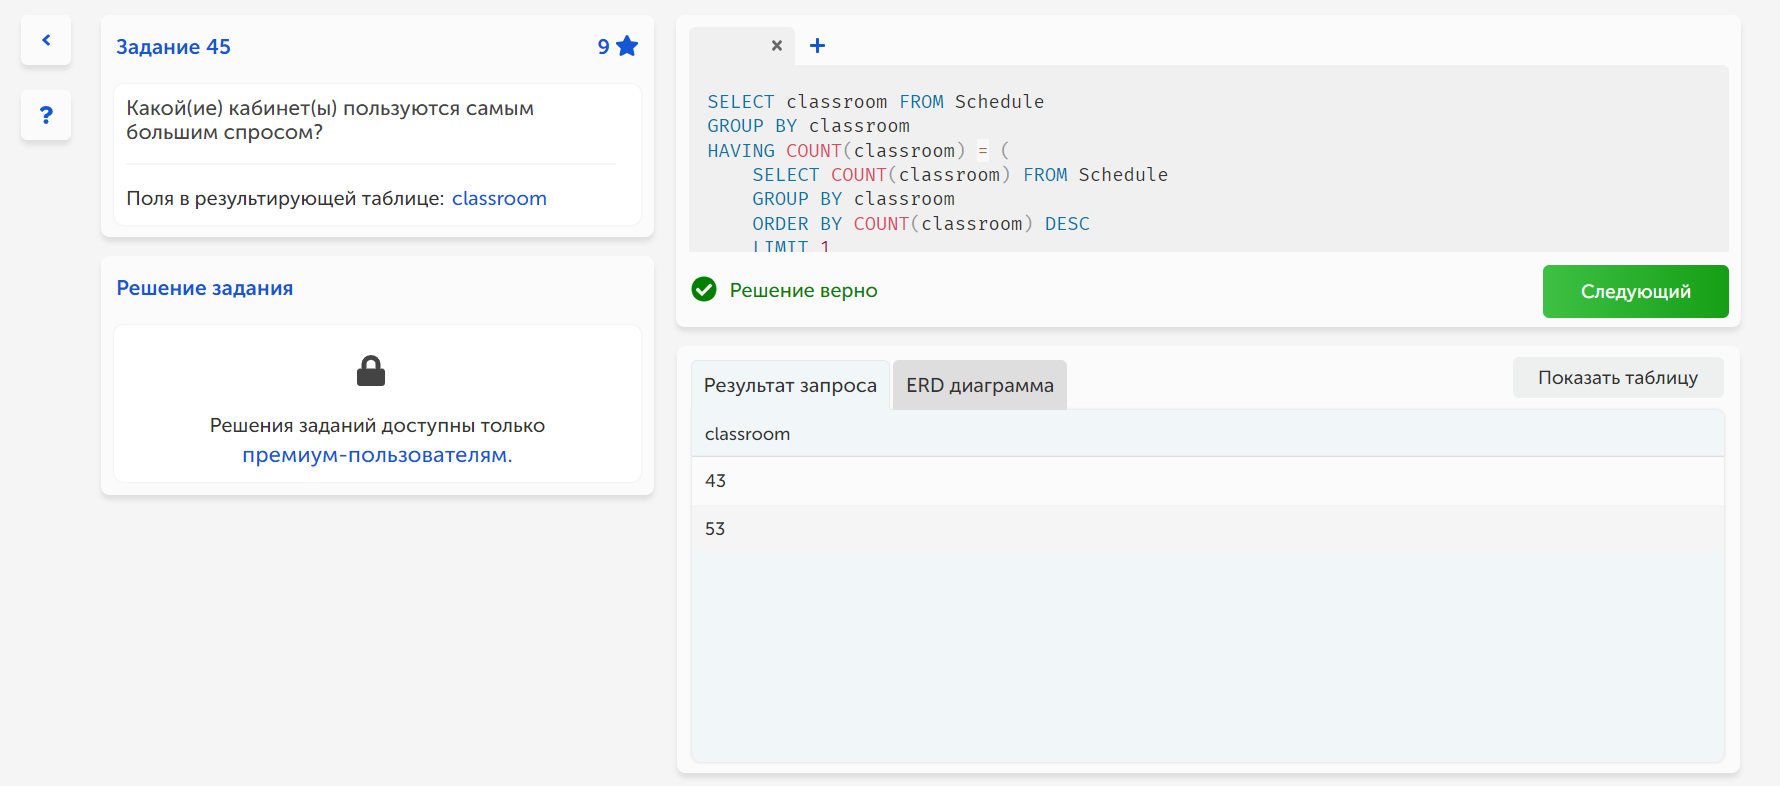 Задание 45
9
Какой(ие) кабинет(ы) пользуются самым
большим спросом?
Поля в результирующей таблице: classroom
Решение задания
Решения заданий доступны только
премиум-пользователям.
SELECT classroom FROM Schedule
GROUP BY classroom
HAVING COUNT(classroom) = (
SELECT COUNT(classroom) FROM Schedule
GROUP BY classroom
ORDER BY COUNT(classroom) DESC
LIMIT 1
Решение верно
Следующий
Результат запроса
ERD диаграмма
Показать таблицу
classroom
43
53